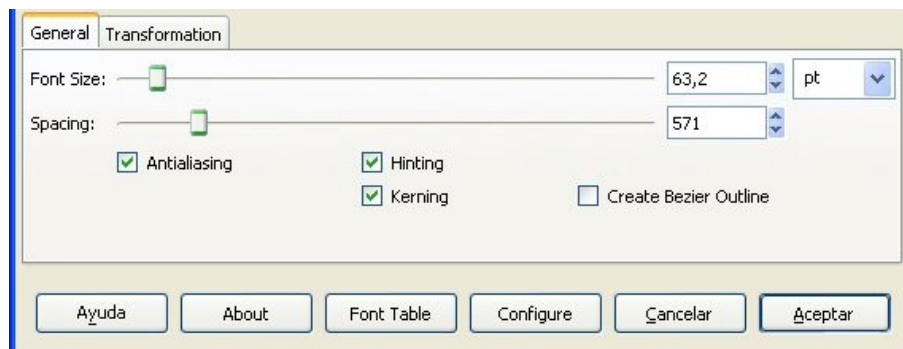 General Transformation
Font Size: 63,2 pt
Spacing: 571
Antialiasing Hinting
Kerning Create Bezier Outline
Ayuda About Font Table Configure Cancelar Aceptar